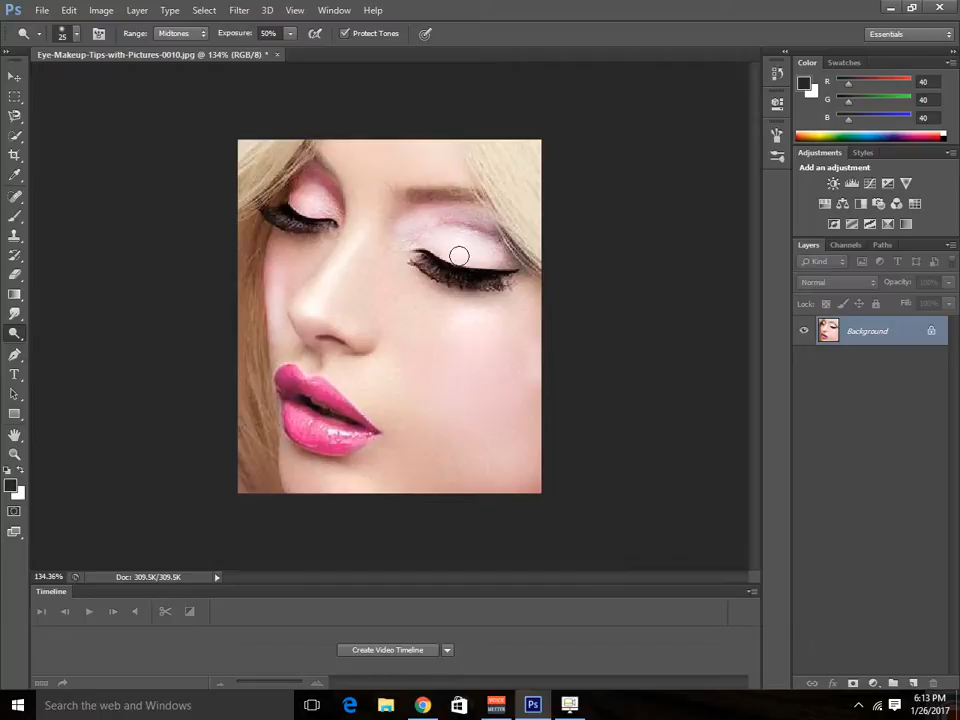 Ps File Edit Image Layer Type Select Filter 3D View Window Help
25 Range: Midtones Exposure: 50% Protect Tones Essentials
Eye-Makeup-Tips-with-Pictures-0010.jpg @ 134% (RGB/8) * ×
Color Swatches
R 40
G 40
B 40
Adjustments Styles
Add an adjustment
Layers Channels Paths
Kind
Normal Opacity: 100%
Lock: Fill: 100%
Background
134.36% Doc: 309.5K/309.5K
Timeline
Create Video Timeline
Search the web and Windows
6:13 PM
1/26/2017